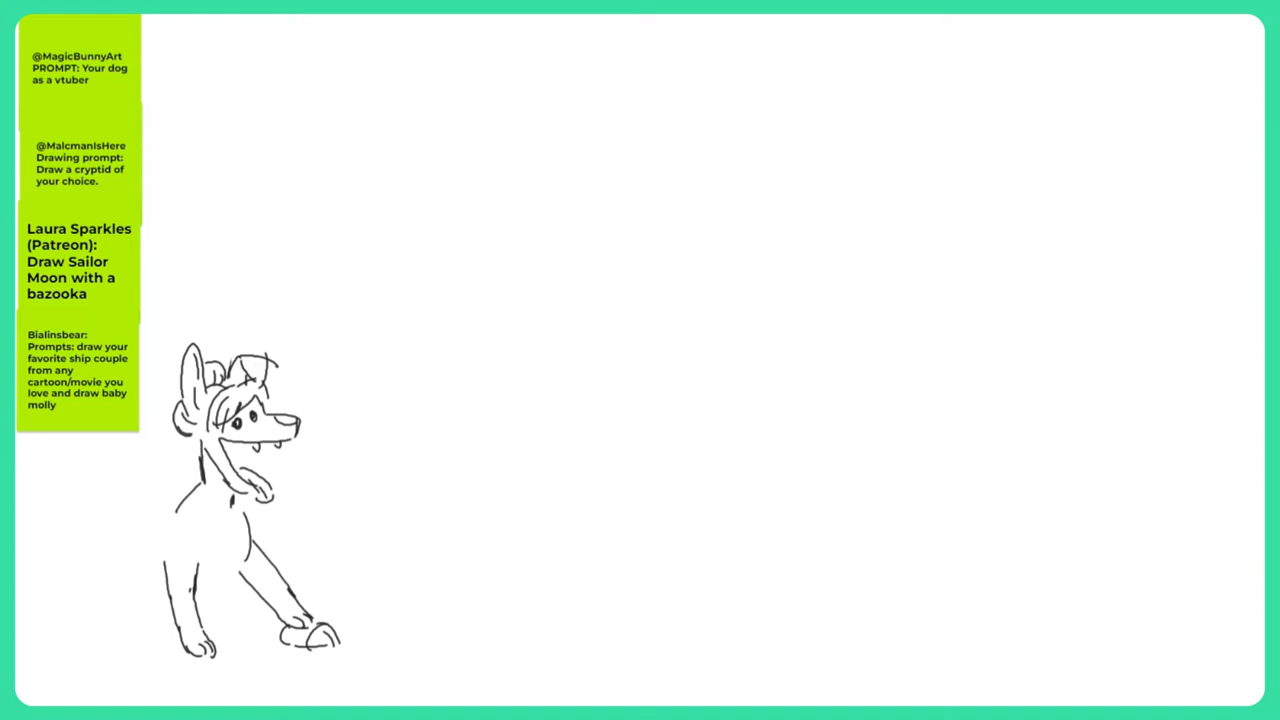 @MagicBunnyArt
PROMPT: Your dog
as a vtuber
@MalcmanIsHere
Drawing prompt:
Draw a cryptid of
your choice.
Laura Sparkles
(Patreon):
Draw Sailor
Moon with a
bazooka
Bialinsbear:
Prompts: draw your
favorite ship couple
from any
cartoon/movie you
love and draw baby
molly